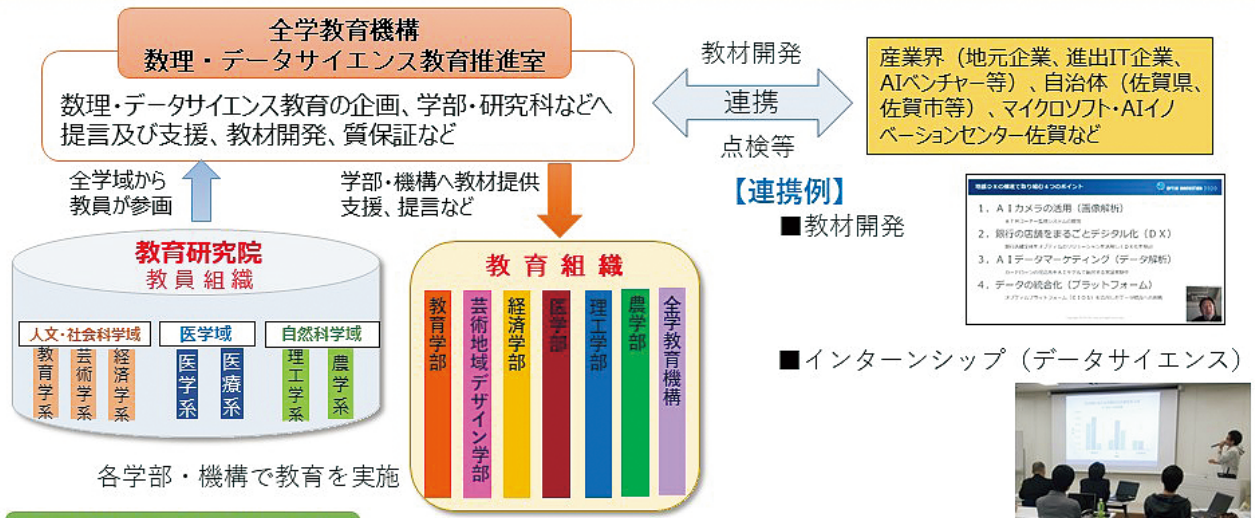 全学教育機構
数理・データサイエンス教育推進室
数理・データサイエンス教育の企画、学部・研究科などへ
提言及び支援、教材開発、質保証など
教材開発
連携
点検等
産業界（地元企業、進出IT企業、
AIベンチャー等）、自治体（佐賀県、
佐賀市等）、マイクロソフト・AIイノ
ベーションセンター佐賀など
全学域から
教員が参画
学部・機構へ教材提供
支援、提言など
教育研究院
教員組織
人文・社会科学域
医学域
自然科学域
教育学系
芸術学系
経済学系
医学系
医療系
理工学系
農学系
教育組織
教育学部
芸術地域デザイン学部
経済学部
医学部
理工学部
農学部
全学教育機構
各学部・機構で教育を実施
【連携例】
■教材開発
1．AIカメラの活用（画像解析）
2．銀行の店舗をまるごとデジタル化（DX）
3．AIデータマーケティング（データ解析）
4．データの統合化（プラットフォーム）
■インターンシップ（データサイエンス）